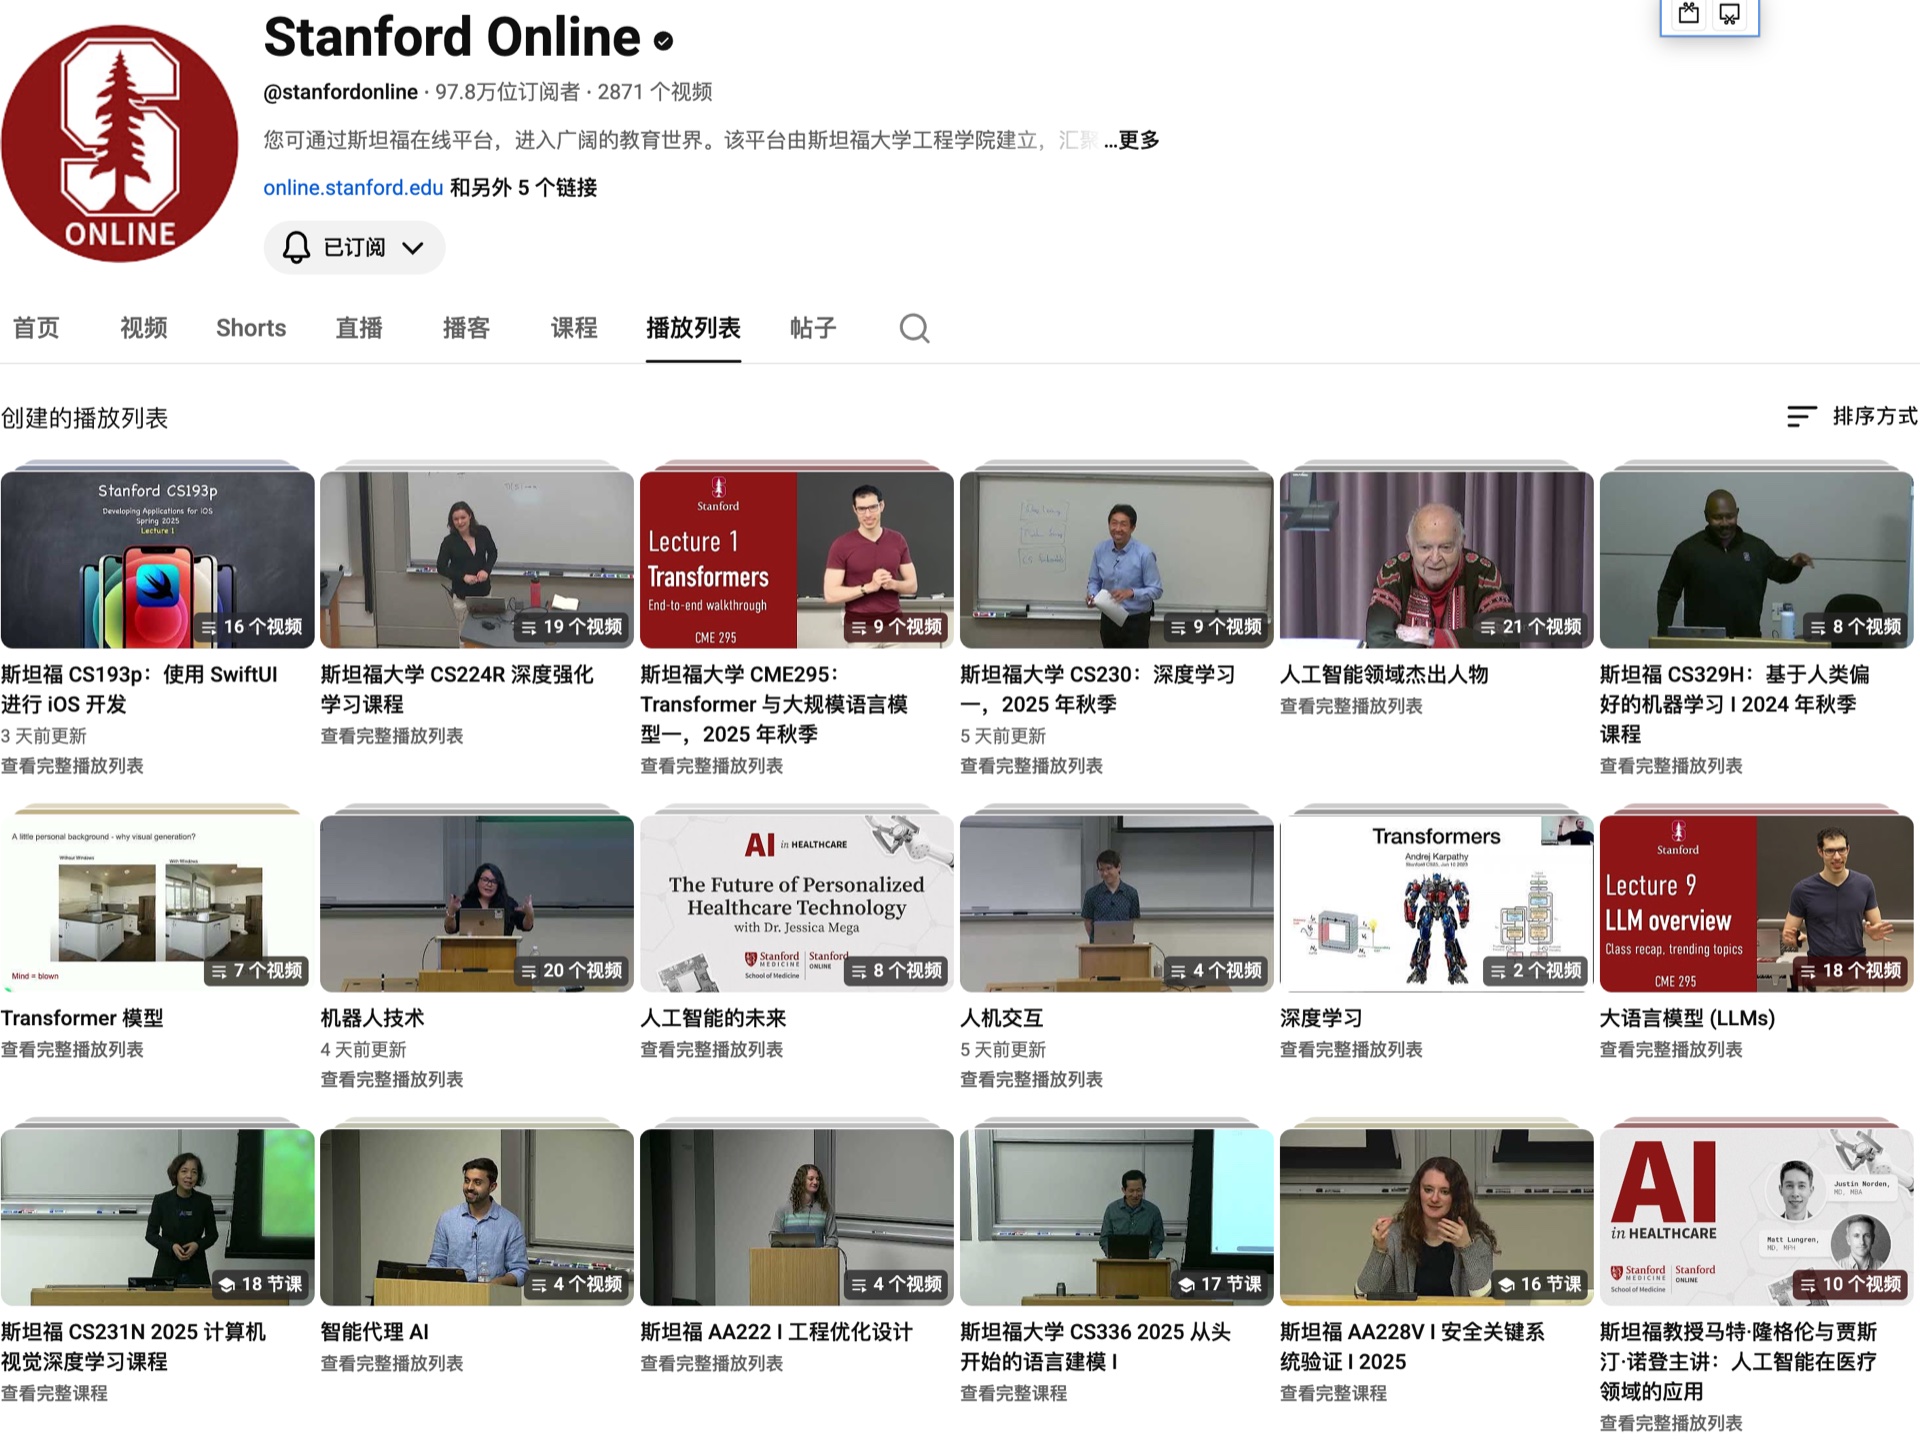 Stanford Online
@stanfordonline · 97.8万位订阅者 · 2871 个视频
您可通过斯坦福在线平台，进入广阔的教育世界。该平台由斯坦福大学工程学院建立，汇聚 ...更多
online.stanford.edu 和另外 5 个链接
ONLINE
已订阅
首页 视频 Shorts 直播 播客 课程 播放列表 帖子
创建的播放列表
排序方式
Stanford CS193p
Developing Applications for iOS
Spring 2025
Lecture 1
16 个视频
斯坦福 CS193p：使用 SwiftUI
进行 iOS 开发
3 天前更新
查看完整播放列表
19 个视频
斯坦福大学 CS224R 深度强化
学习课程
查看完整播放列表
Stanford
Lecture 1
Transformers
End-to-end walkthrough
CME 295
9 个视频
斯坦福大学 CME295：
Transformer 与大规模语言模
型一，2025 年秋季
查看完整播放列表
9 个视频
斯坦福大学 CS230：深度学习
一，2025 年秋季
5 天前更新
查看完整播放列表
21 个视频
人工智能领域杰出人物
查看完整播放列表
8 个视频
斯坦福 CS329H：基于人类偏
好的机器学习 I 2024 年秋季
课程
查看完整播放列表
A little personal background - why visual generation?
Without Windows
With Windows
Mind = blown
7 个视频
Transformer 模型
查看完整播放列表
20 个视频
机器人技术
4 天前更新
查看完整播放列表
AI in HEALTHCARE
The Future of Personalized
Healthcare Technology
with Dr. Jessica Mega
Stanford
MEDICINE
School of Medicine
Stanford
ONLINE
8 个视频
人工智能的未来
查看完整播放列表
4 个视频
人机交互
5 天前更新
查看完整播放列表
Transformers
Andrej Karpathy
2 个视频
深度学习
查看完整播放列表
Stanford
Lecture 9
LLM overview
Class recap, trending topics
CME 295
18 个视频
大语言模型 (LLMs)
查看完整播放列表
18 节课
斯坦福 CS231N 2025 计算机
视觉深度学习课程
查看完整课程
4 个视频
智能代理 AI
查看完整播放列表
4 个视频
斯坦福 AA222 I 工程优化设计
查看完整播放列表
17 节课
斯坦福大学 CS336 2025 从头
开始的语言建模 I
查看完整课程
16 节课
斯坦福 AA228V I 安全关键系
统验证 I 2025
查看完整课程
AI
in HEALTHCARE
Justin Norden,
MD, MBA
Matt Lungren,
MD, MPH
Stanford
MEDICINE
School of Medicine
Stanford
ONLINE
10 个视频
斯坦福教授马特·隆格伦与贾斯
汀·诺登主讲：人工智能在医疗
领域的应用
查看完整播放列表